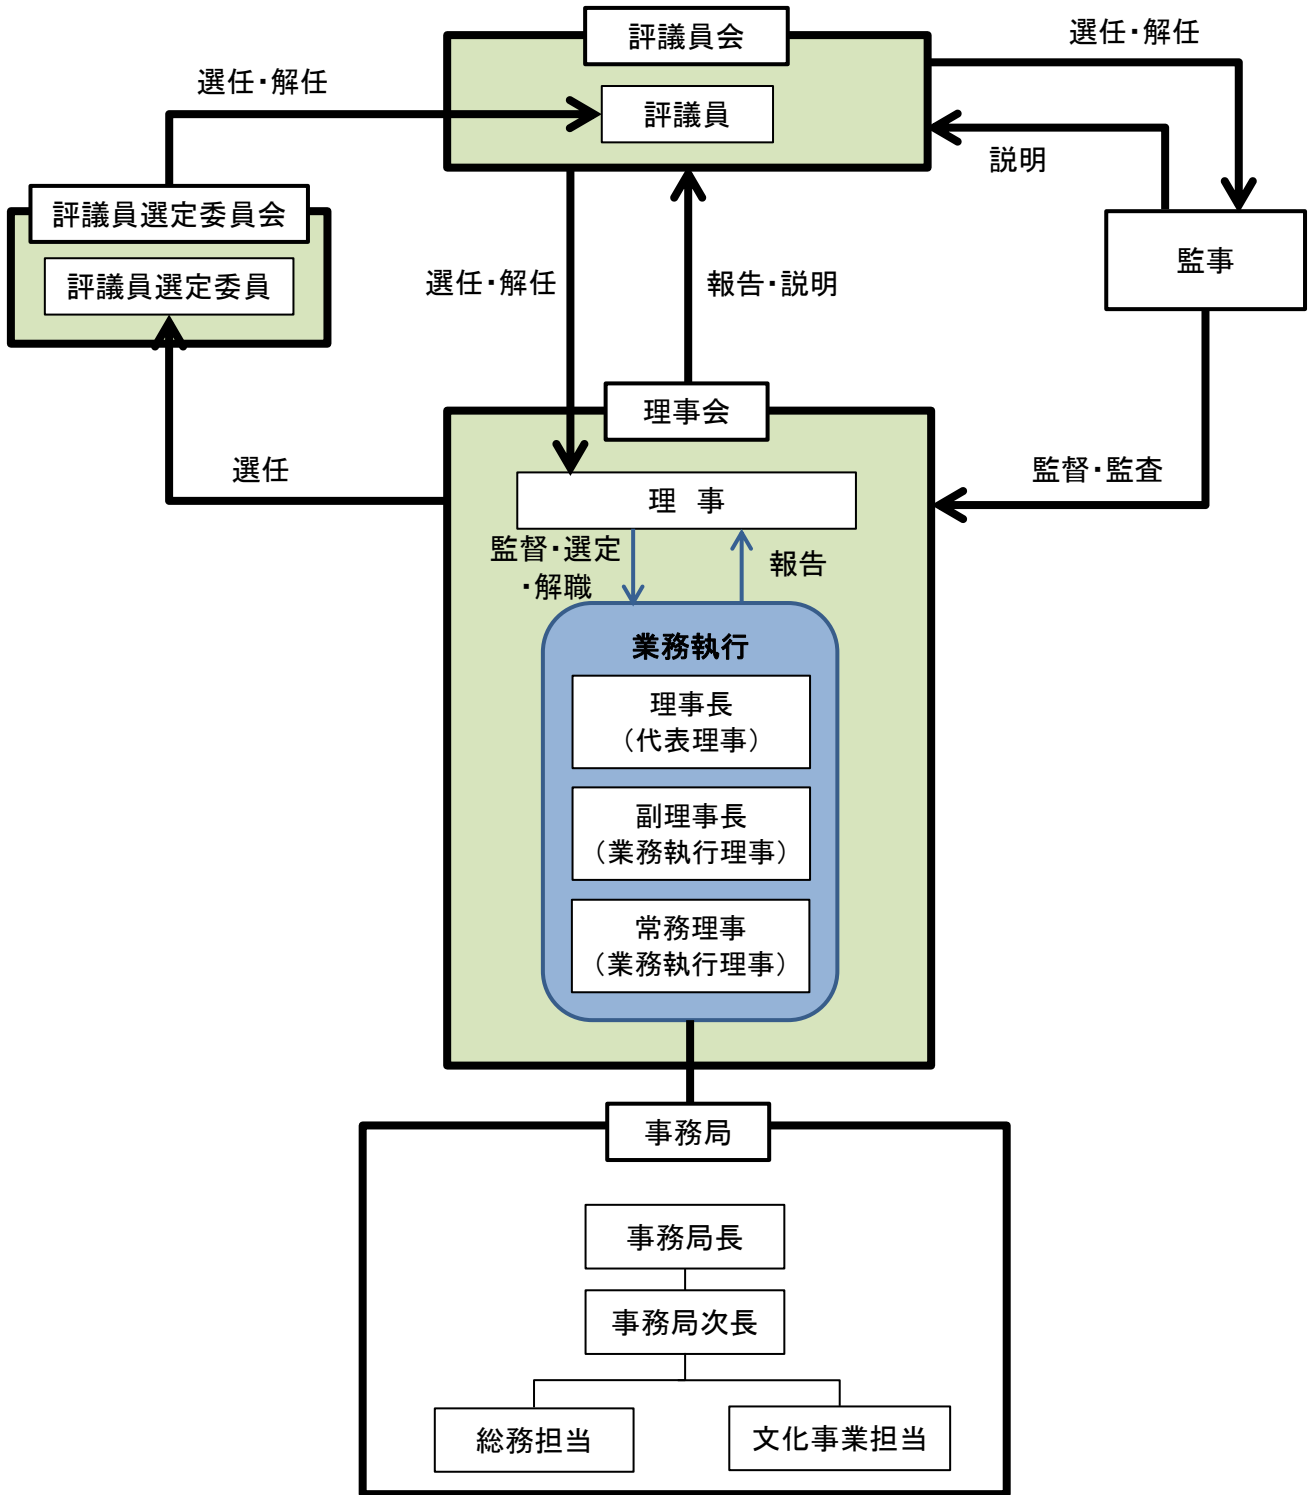 評議員会
選任・解任
選任・解任
評議員
説明
評議員選定委員会
監事
評議員選定委員
選任・解任
報告・説明
理事会
選任
監督・監査
理 事
監督・選定
・解職
報告
業務執行
理事長
（代表理事）
副理事長
（業務執行理事）
常務理事
（業務執行理事）
事務局
事務局長
事務局次長
総務担当
文化事業担当